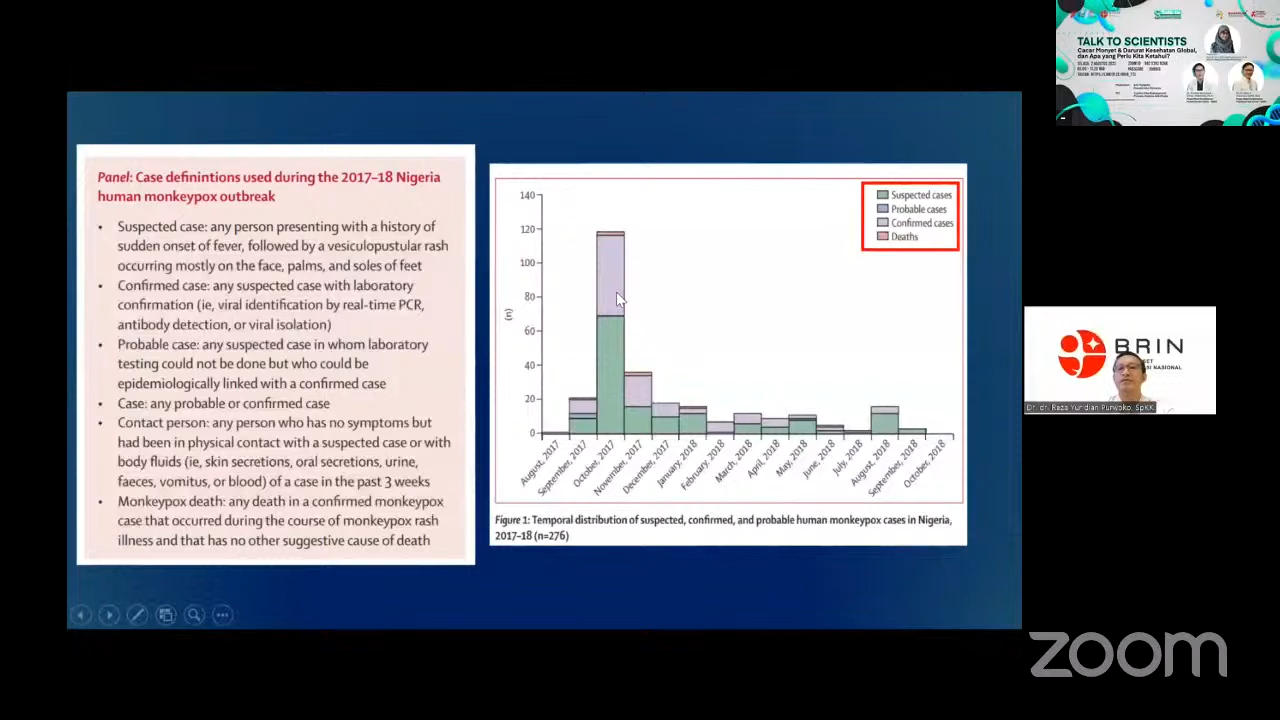 Panel: Case defininitions used during the 2017–18 Nigeria
human monkeypox outbreak
• Suspected case: any person presenting with a history of
sudden onset of fever, followed by a vesiculopustular rash
occurring mostly on the face, palms, and soles of feet
• Confirmed case: any suspected case with laboratory
confirmation (ie, viral identification by real-time PCR,
antibody detection, or viral isolation)
• Probable case: any suspected case in whom laboratory
testing could not be done but who could be
epidemiologically linked with a confirmed case
• Case: any probable or confirmed case
• Contact person: any person who has no symptoms but
had been in physical contact with a suspected case or with
body fluids (ie, skin secretions, oral secretions, urine,
faeces, vomitus, or blood) of a case in the past 3 weeks
• Monkeypox death: any death in a confirmed monkeypox
case that occurred during the course of monkeypox rash
illness and that has no other suggestive cause of death
Suspected cases
Probable cases
Confirmed cases
Deaths
140
120
100
80
60
40
20
0
(n)
August, 2017
September, 2017
October, 2017
November, 2017
December, 2017
January, 2018
February, 2018
March, 2018
April, 2018
May, 2018
June, 2018
July, 2018
August, 2018
September, 2018
October, 2018
Figure 1: Temporal distribution of suspected, confirmed, and probable human monkeypox cases in Nigeria,
2017–18 (n=276)
TALK TO SCIENTISTS
Cacar Monyet & Darurat Kesehatan Global,
dan Apa yang Perlu Kita Ketahui?
BRIN
SET
ASI NASIONAL
Dr. dr. Reza Yuridian Purwoko, SpKK.
zoom